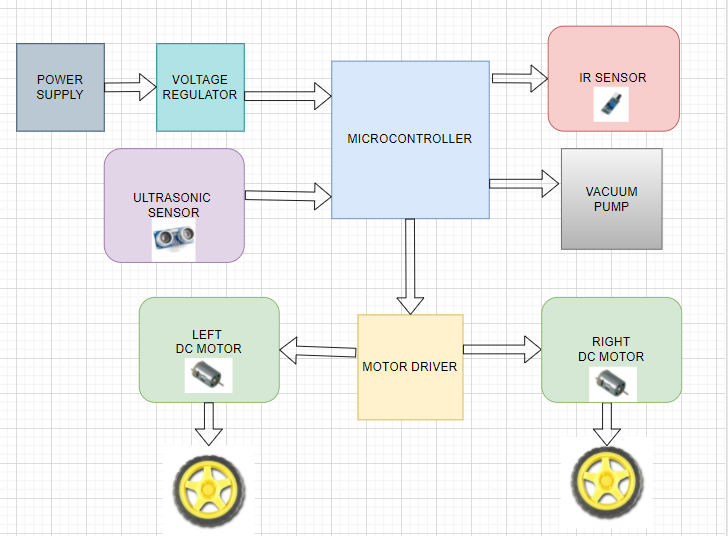 POWER
SUPPLY
VOLTAGE
REGULATOR
MICROCONTROLLER
IR SENSOR
ULTRASONIC
SENSOR
VACUUM
PUMP
LEFT
DC MOTOR
MOTOR DRIVER
RIGHT
DC MOTOR